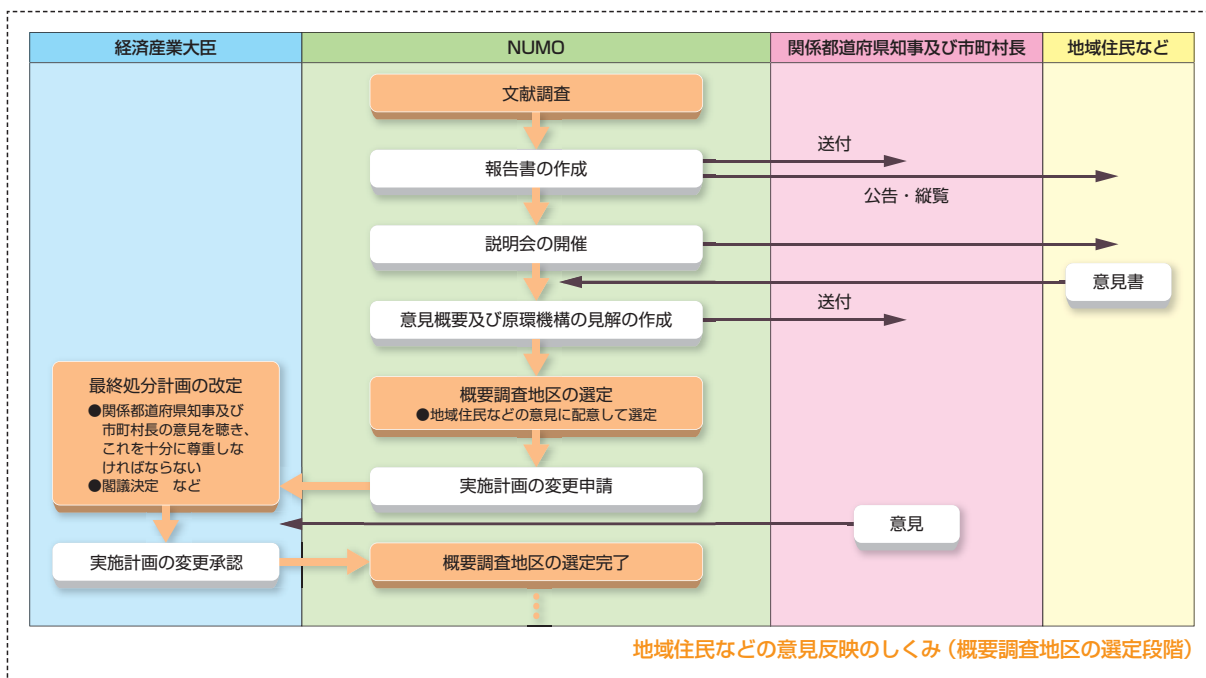 経済産業大臣
NUMO
関係都道府県知事及び市町村長
地域住民など
文献調査
報告書の作成
送付
公告・縦覧
説明会の開催
意見書
意見概要及び原環機構の見解の作成
送付
最終処分計画の改定
●関係都道府県知事及び
市町村長の意見を聴き、
これを十分に尊重しな
ければならない
●閣議決定 など
概要調査地区の選定
●地域住民などの意見に配意して選定
実施計画の変更申請
意見
実施計画の変更承認
概要調査地区の選定完了
地域住民などの意見反映のしくみ（概要調査地区の選定段階）